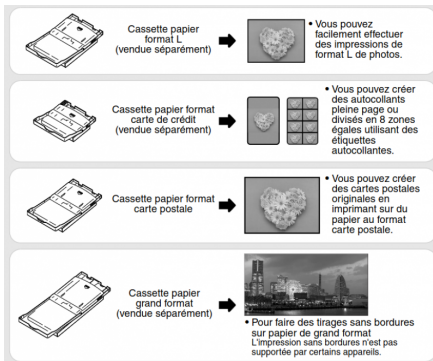 Cassette papier
format L
(vendue séparément)
• Vous pouvez
facilement effectuer
des impressions de
format L de photos.
Cassette papier format
carte de crédit
(vendue séparément)
• Vous pouvez créer
des autocollants
pleine page ou
divisés en 8 zones
égales utilisant des
étiquettes
autocollantes.
Cassette papier format
carte postale
• Vous pouvez créer
des cartes postales
originales en
imprimant sur du
papier au format
carte postale.
Cassette papier
grand format
(vendue séparément)
• Pour faire des tirages sans bordures
sur papier de grand format
L'impression sans bordures n'est pas
supportée par certains appareils.